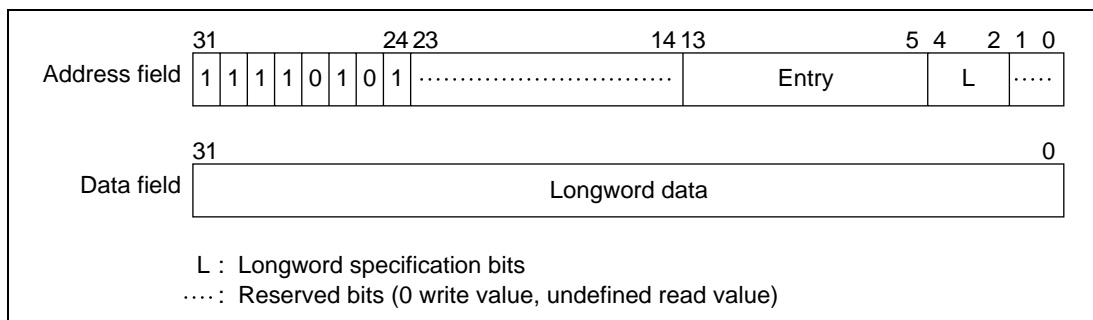 31 24 23 14 13 5 4 2 1 0
Address field 1 1 1 1 0 1 0 1 .............................. Entry L .....
31 0
Data field Longword data
L : Longword specification bits
.... : Reserved bits (0 write value, undefined read value)